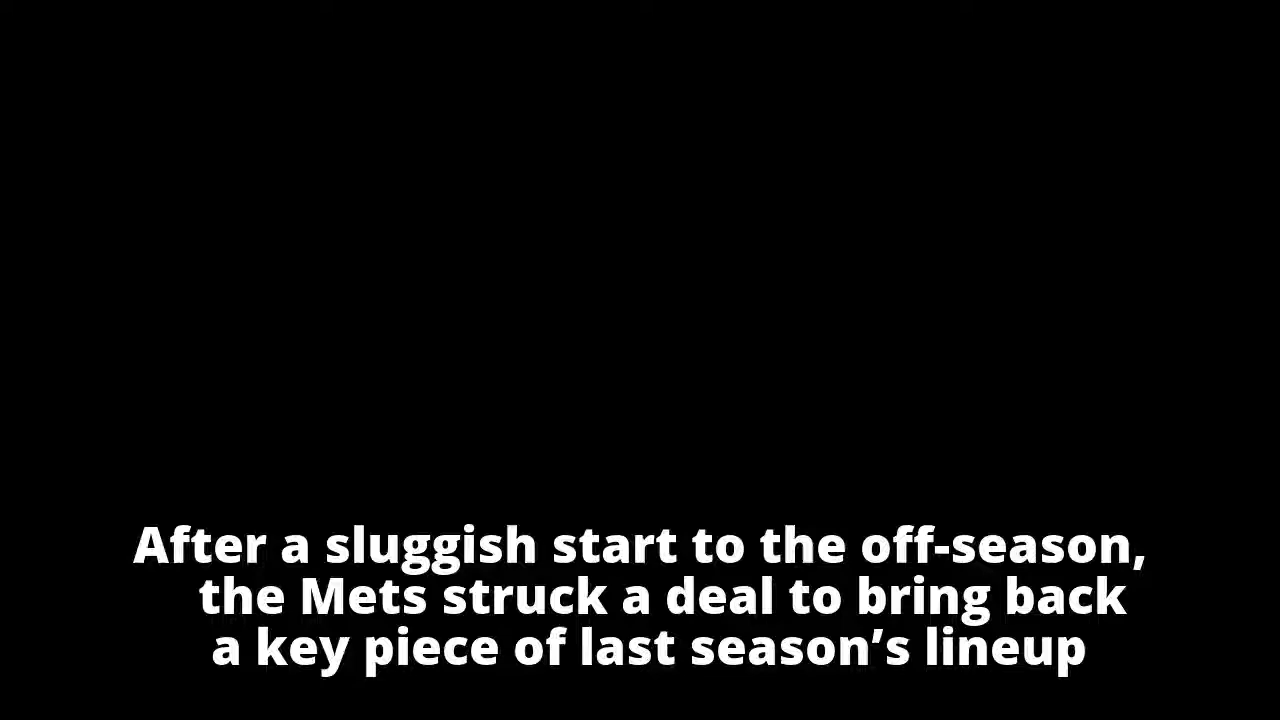 After a sluggish start to the off-season,
the Mets struck a deal to bring back
a key piece of last season’s lineup